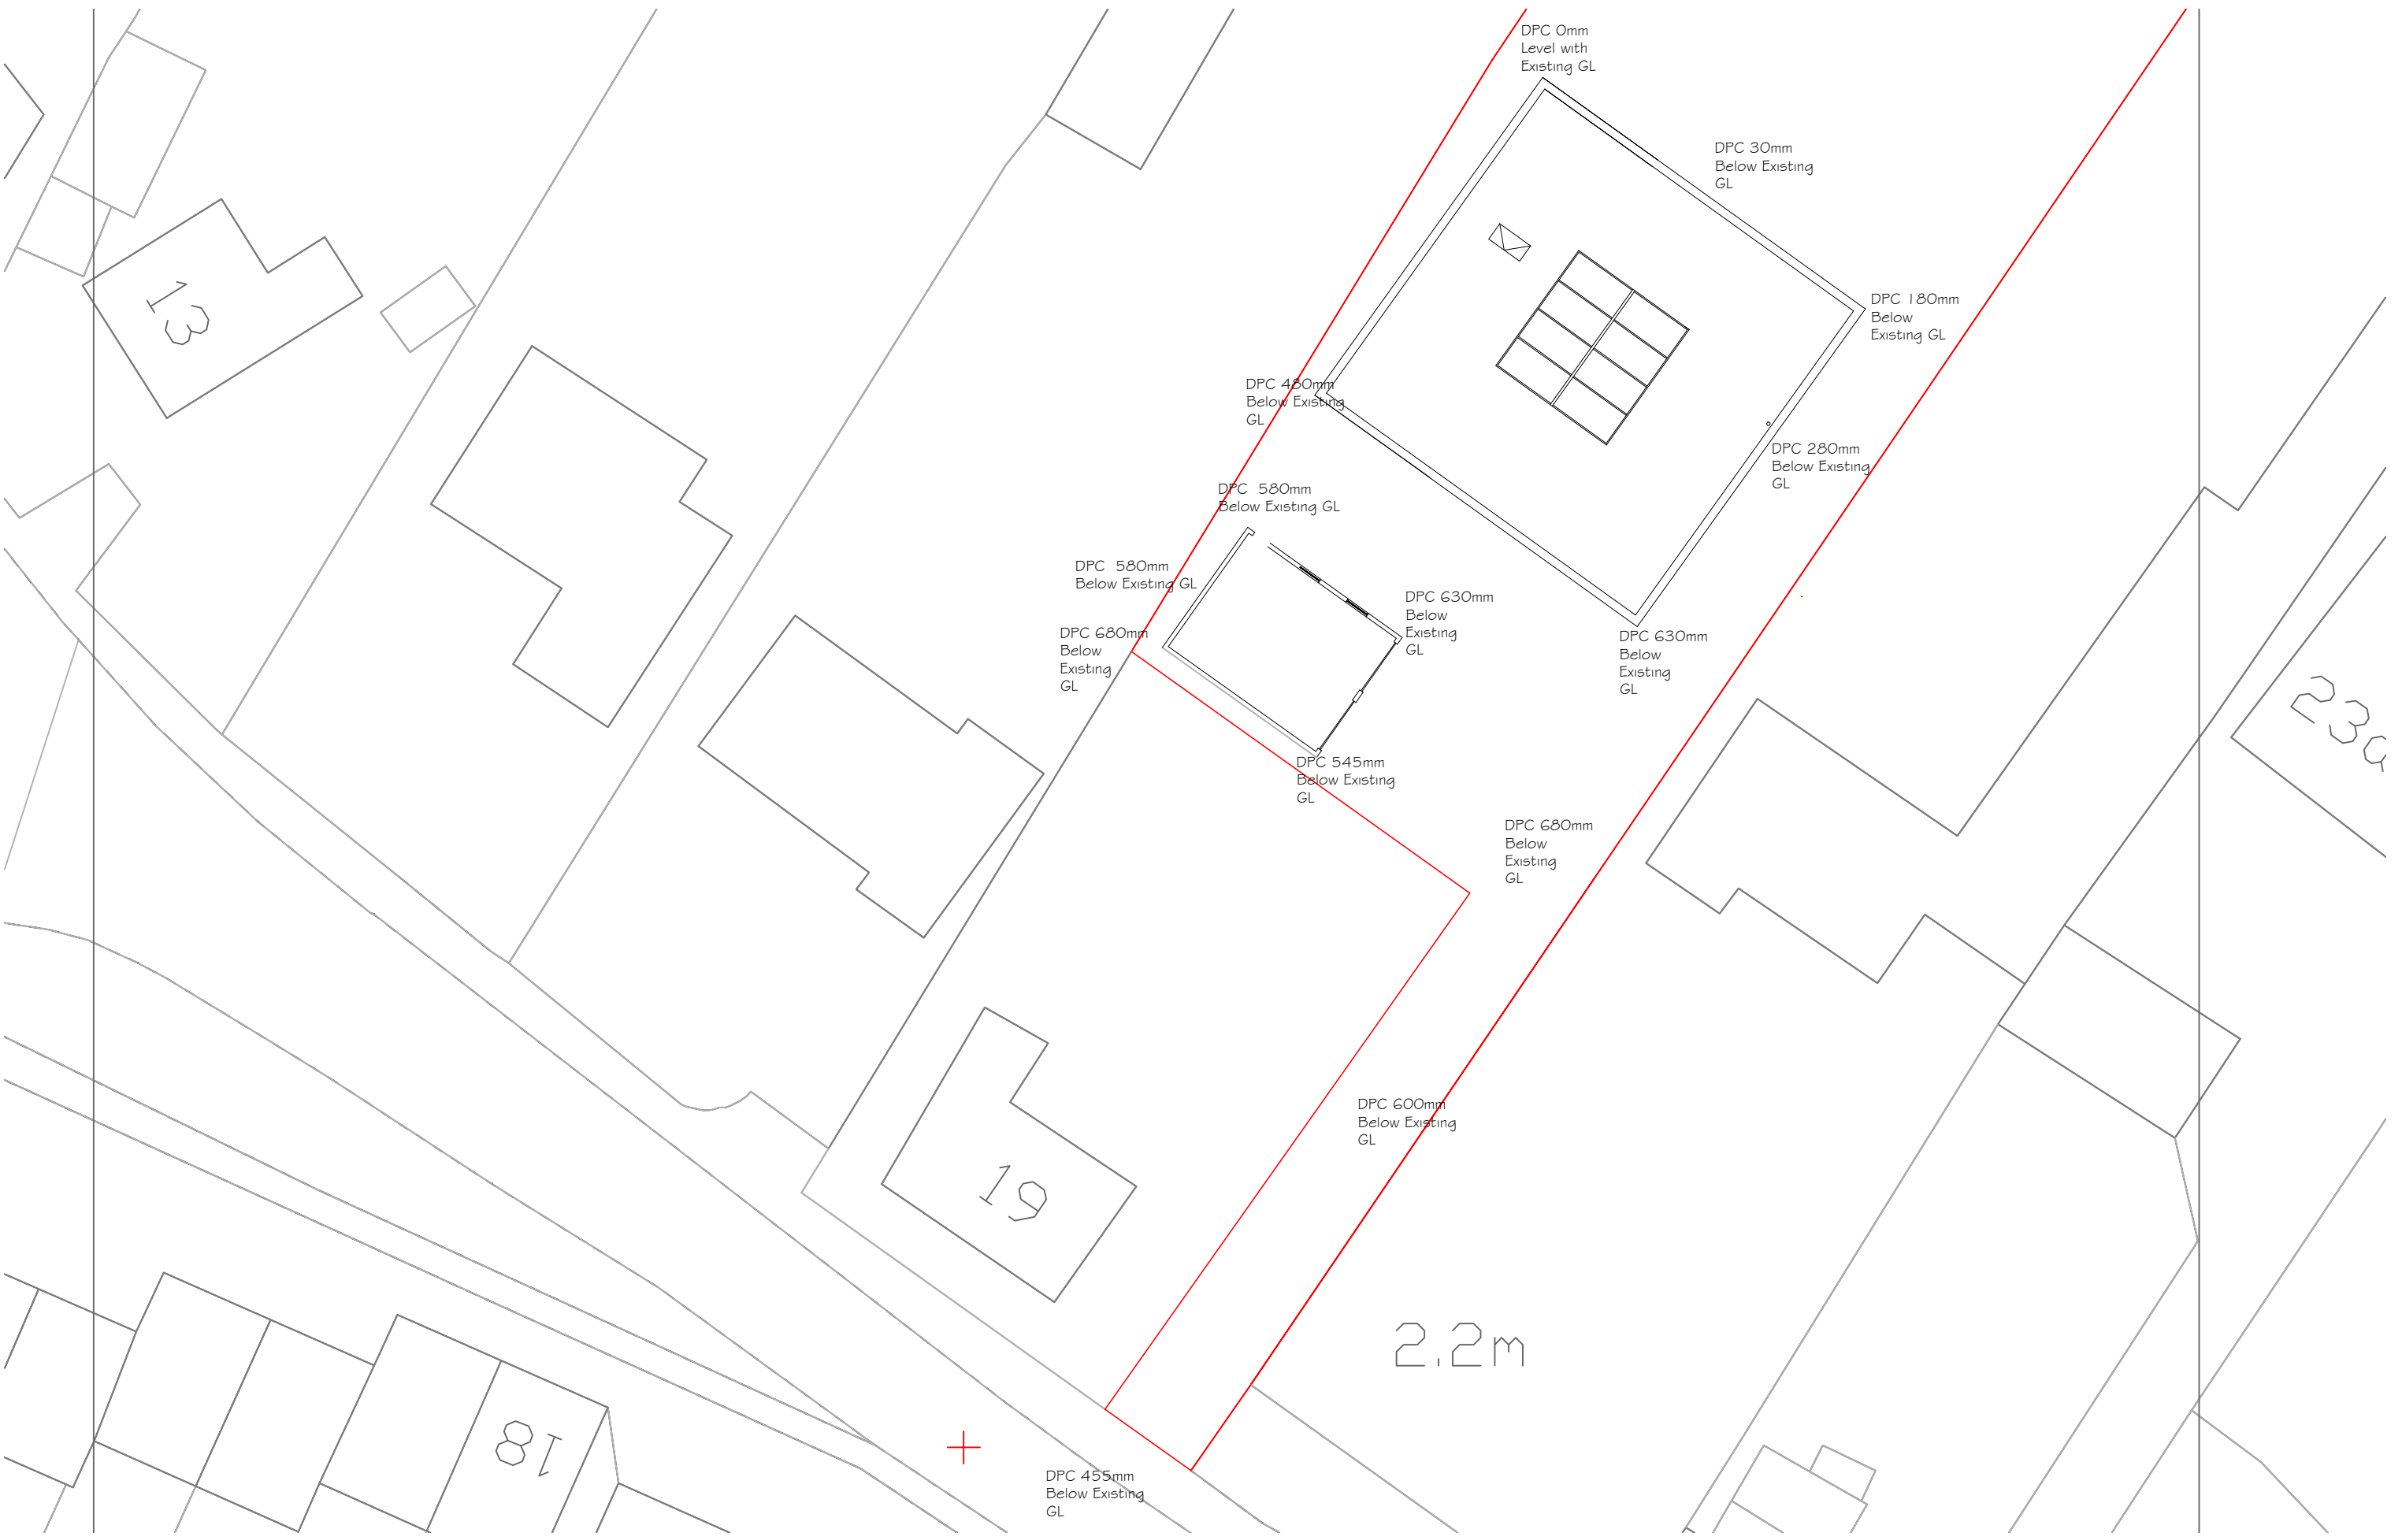 DPC 0mm
Level with
Existing GL
DPC 30mm
Below Existing
GL
13
DPC 180mm
Below
Existing GL
DPC 480mm
Below Existing
GL
DPC 280mm
Below Existing
GL
DPC 580mm
Below Existing GL
DPC 580mm
Below Existing GL
DPC 630mm
Below
Existing
GL
DPC 680mm
Below
Existing
GL
DPC 630mm
Below
Existing
GL
23a
DPC 545mm
Below Existing
GL
DPC 680mm
Below
Existing
GL
DPC 600mm
Below Existing
GL
19
2.2m
18
DPC 455mm
Below Existing
GL